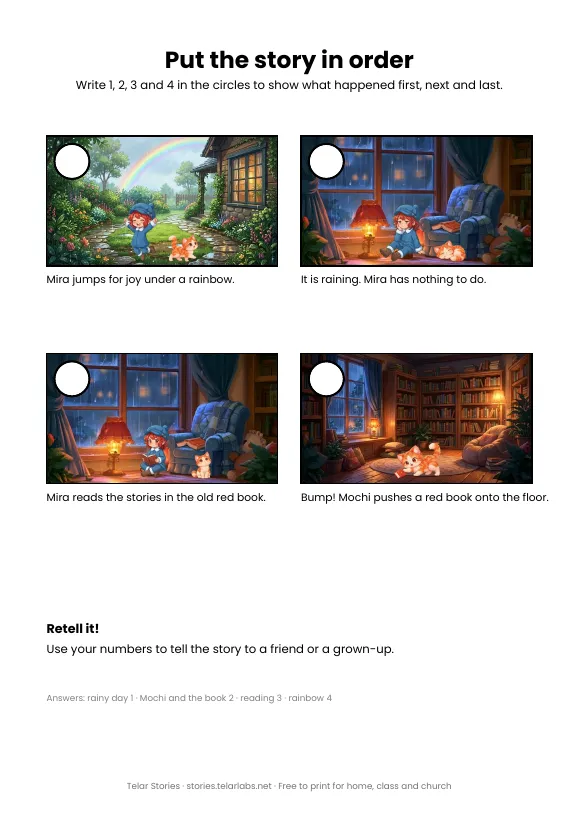 Put the story in order
Write 1, 2, 3 and 4 in the circles to show what happened first, next and last.
Mira jumps for joy under a rainbow.
It is raining. Mira has nothing to do.
Mira reads the stories in the old red book.
Bump! Mochi pushes a red book onto the floor.
Retell it!
Use your numbers to tell the story to a friend or a grown-up.
Answers: rainy day 1 · Mochi and the book 2 · reading 3 · rainbow 4
Telar Stories · stories.telarlabs.net · Free to print for home, class and church